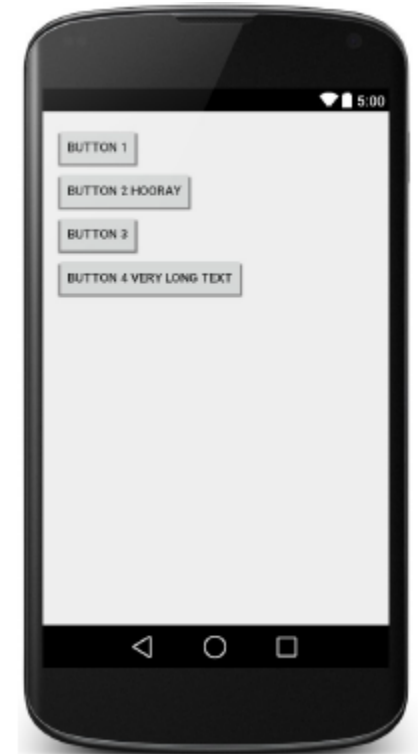 5:00
BUTTON 1
BUTTON 2 HOORAY
BUTTON 3
BUTTON 4 VERY LONG TEXT